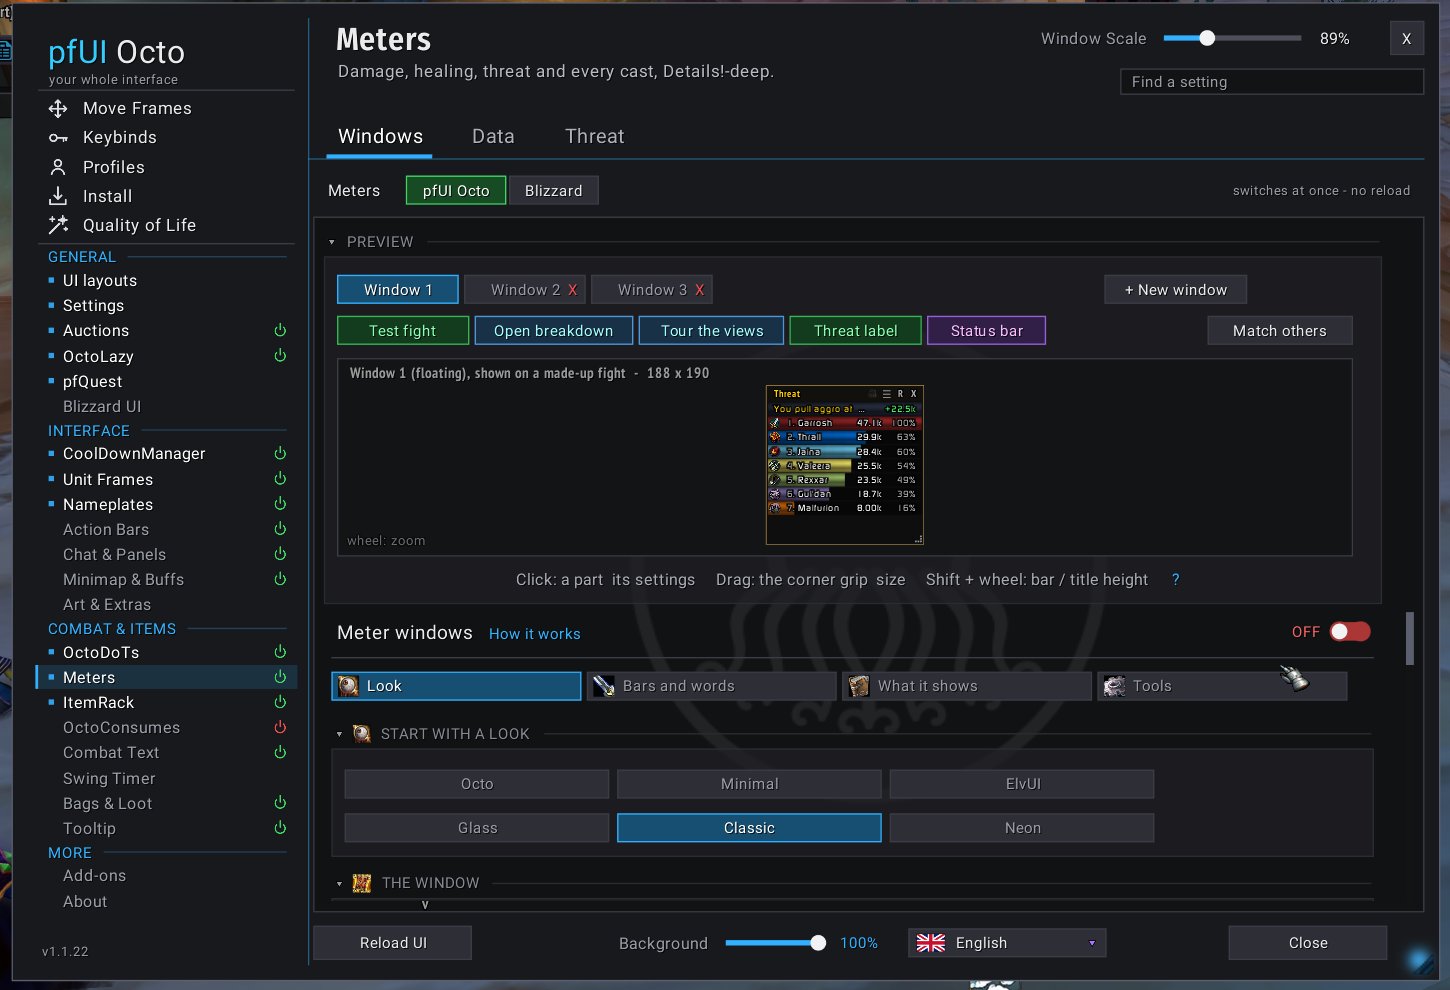 rt]
pfUI Octo
your whole interface
Move Frames
Keybinds
Profiles
Install
Quality of Life
GENERAL
UI layouts
Settings
Auctions
OctoLazy
pfQuest
Blizzard UI
INTERFACE
CoolDownManager
Unit Frames
Nameplates
Action Bars
Chat & Panels
Minimap & Buffs
Art & Extras
COMBAT & ITEMS
OctoDoTs
Meters
ItemRack
OctoConsumes
Combat Text
Swing Timer
Bags & Loot
Tooltip
MORE
Add-ons
About
v1.1.22
Meters
Damage, healing, threat and every cast, Details!-deep.
Window Scale 89% X
Find a setting
Windows Data Threat
Meters pfUI Octo Blizzard switches at once - no reload
PREVIEW
Window 1 Window 2 X Window 3 X + New window
Test fight Open breakdown Tour the views Threat label Status bar Match others
Window 1 (floating), shown on a made-up fight - 188 x 190
Threat R X
You pull aggro at ... +22.5k
1. Garrosh 47.1k 100%
2. Thrall 29.9k 63%
3. Jaina 28.4k 60%
4. Valeera 25.5k 54%
5. Rexxar 23.5k 49%
6. Gul'dan 18.7k 39%
7. Malfurion 8.00k 16%
wheel: zoom
Click: a part its settings Drag: the corner grip size Shift + wheel: bar / title height ?
Meter windows How it works OFF
Look Bars and words What it shows Tools
START WITH A LOOK
Octo Minimal ElvUI
Glass Classic Neon
THE WINDOW
v
Reload UI Background 100% English Close